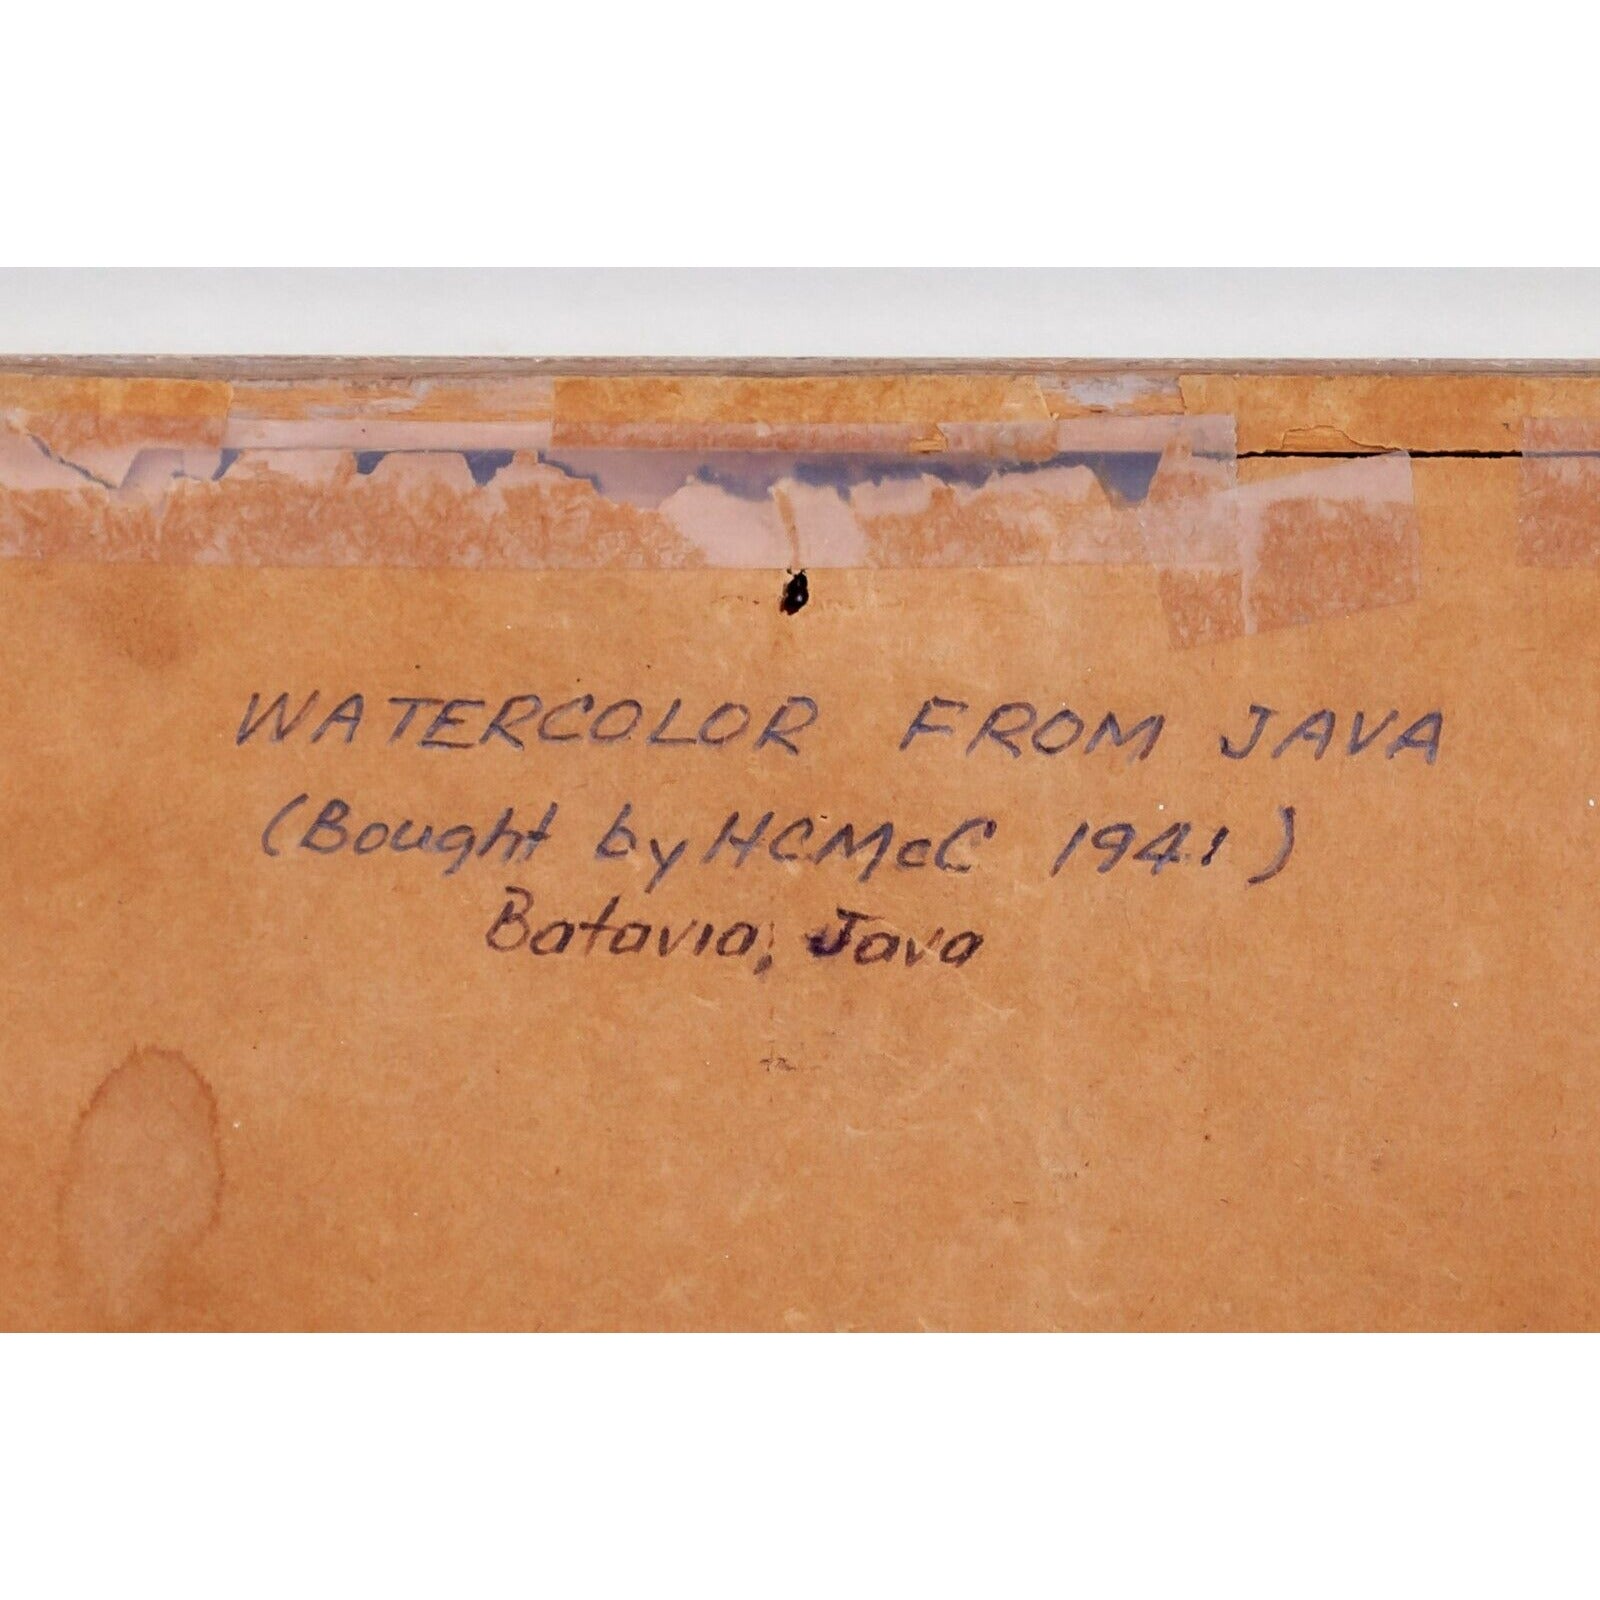 WATERCOLOR FROM JAVA
(Bought by HCMcC 1941)
Batavia, Java